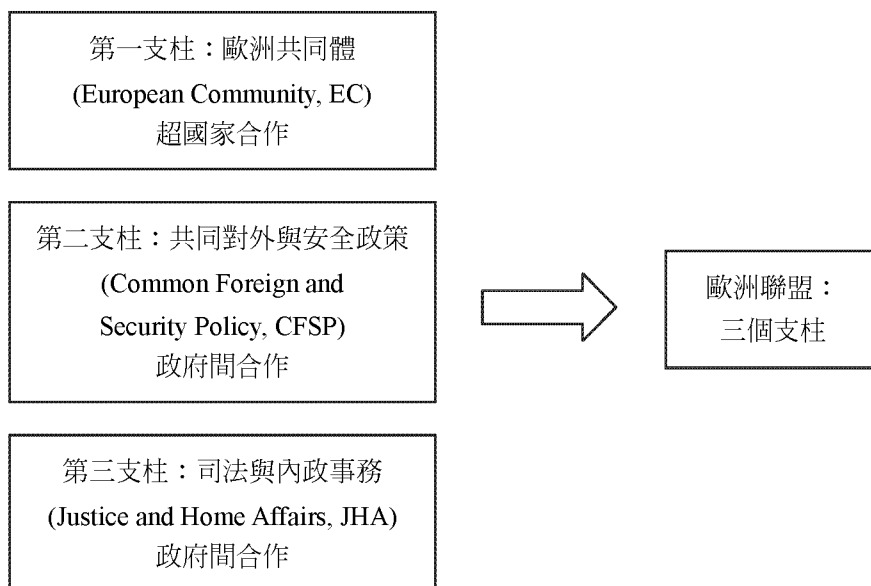 第一支柱：歐洲共同體
(European Community, EC)
超國家合作
第二支柱：共同對外與安全政策
(Common Foreign and
Security Policy, CFSP)
政府間合作
第三支柱：司法與內政事務
(Justice and Home Affairs, JHA)
政府間合作
歐洲聯盟：
三個支柱